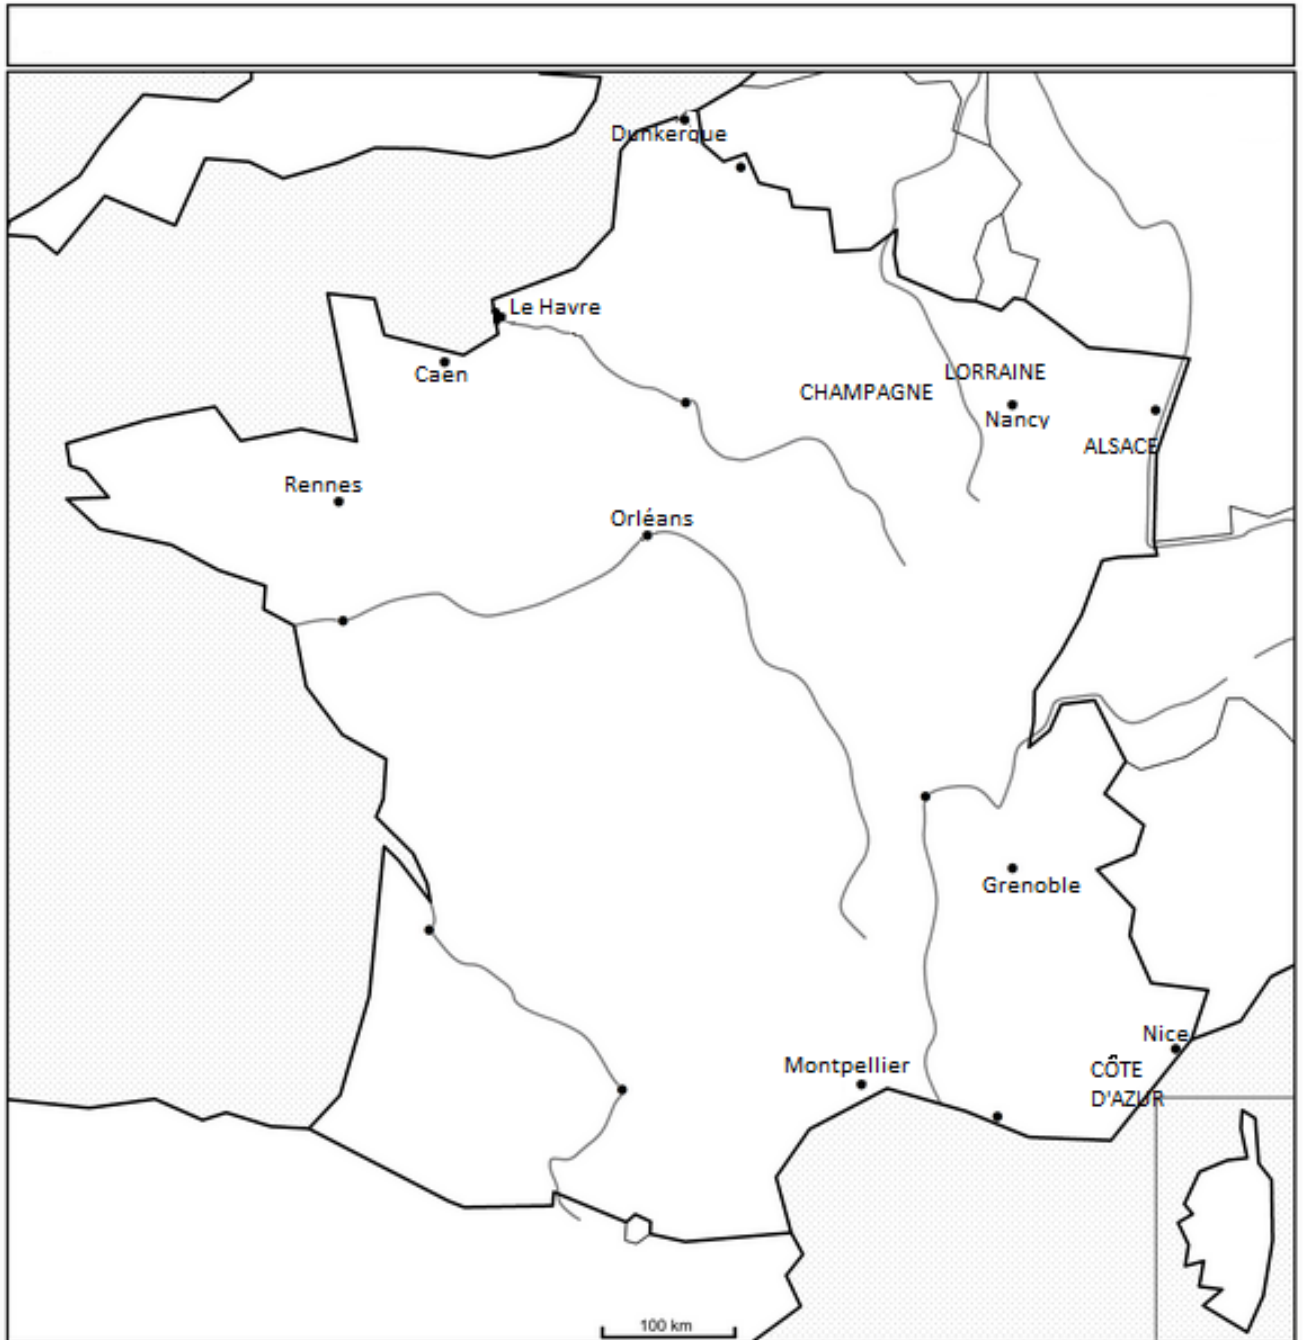 Dunkerque
Le Havre
Caen
LORRAINE
CHAMPAGNE
Nancy
ALSACE
Rennes
Orléans
Grenoble
Nice
Montpellier
CÔTE
D'AZUR
100 km